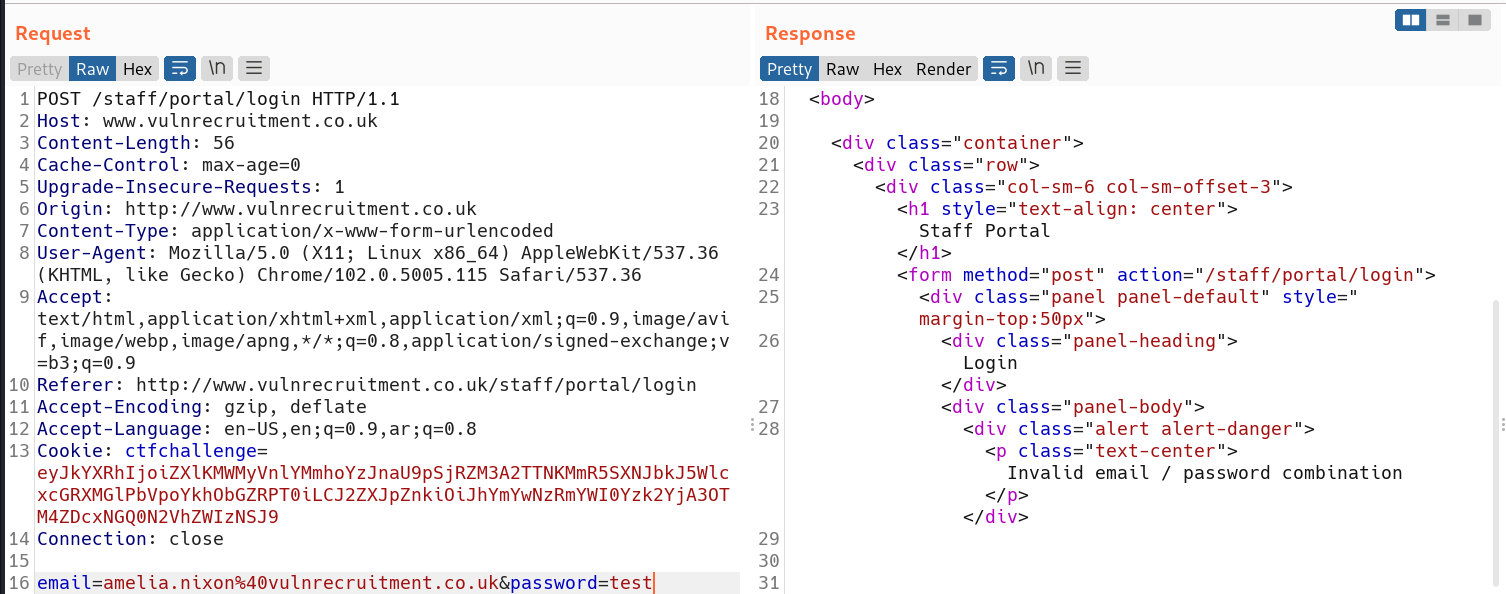 Request
Pretty Raw Hex \n
1 POST /staff/portal/login HTTP/1.1
2 Host: www.vulnrecruitment.co.uk
3 Content-Length: 56
4 Cache-Control: max-age=0
5 Upgrade-Insecure-Requests: 1
6 Origin: http://www.vulnrecruitment.co.uk
7 Content-Type: application/x-www-form-urlencoded
8 User-Agent: Mozilla/5.0 (X11; Linux x86_64) AppleWebKit/537.36
(KHTML, like Gecko) Chrome/102.0.5005.115 Safari/537.36
9 Accept:
text/html,application/xhtml+xml,application/xml;q=0.9,image/avi
f,image/webp,image/apng,*/*;q=0.8,application/signed-exchange;v
=b3;q=0.9
10 Referer: http://www.vulnrecruitment.co.uk/staff/portal/login
11 Accept-Encoding: gzip, deflate
12 Accept-Language: en-US,en;q=0.9,ar;q=0.8
13 Cookie: ctfchallenge=
eyJkYXRhIjoiZXlKMWMyVnlYMmhoYzJnaU9pSjRZM3A2TTNKMmR5SXNJbkJ5Wlc
xcGRXMGlPbVpoYkhObGZRPT0iLCJ2ZXJpZnkiOiJhYmYwNzRmYWI0Yzk2YjA3OT
M4ZDcxNGQ0N2VhZWIzNSJ9
14 Connection: close
15
16 email=amelia.nixon%40vulnrecruitment.co.uk&password=test
Response
Pretty Raw Hex Render \n
18 <body>
19
20 <div class="container">
21 <div class="row">
22 <div class="col-sm-6 col-sm-offset-3">
23 <h1 style="text-align: center">
Staff Portal
</h1>
24 <form method="post" action="/staff/portal/login">
25 <div class="panel panel-default" style="
margin-top:50px">
26 <div class="panel-heading">
Login
</div>
27 <div class="panel-body">
28 <div class="alert alert-danger">
<p class="text-center">
Invalid email / password combination
</p>
</div>
29
30
31